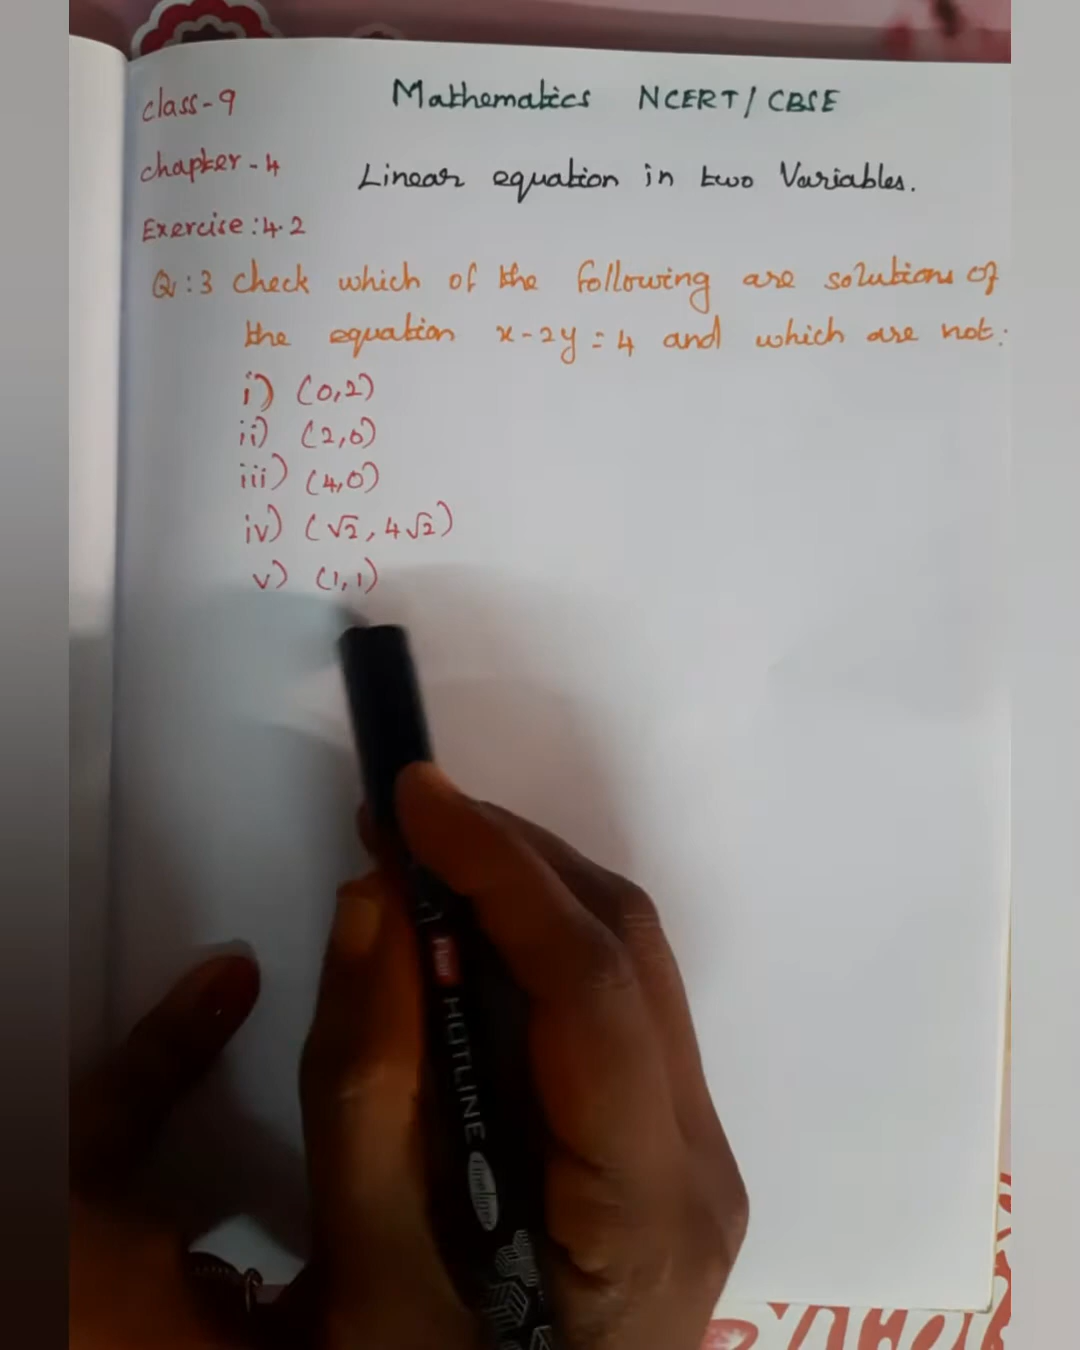 class-9 Mathematics NCERT/CBSE
chapter-4 Linear equation in two Variables.
Exercise:4.2
Q:3 check which of the following are solutions of
the equation x-2y=4 and which are not:
i) (0,2)
ii) (2,0)
iii) (4,0)
iv) (√2, 4√2)
v) (1,1)
HOTLINE
fineliner